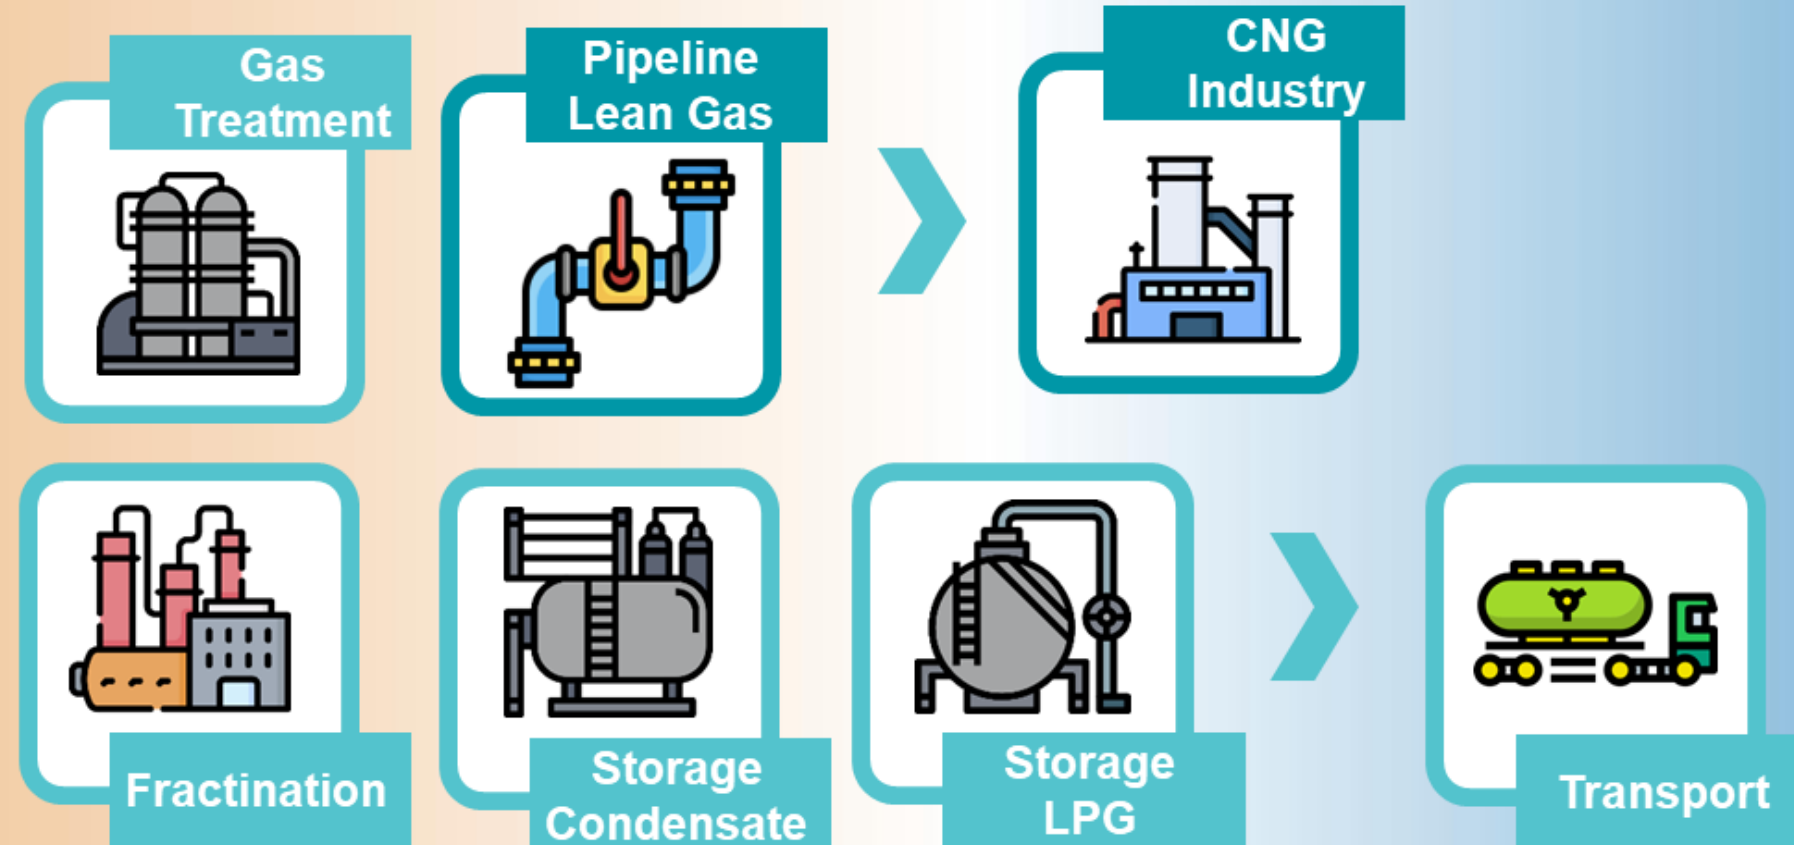 Gas
Treatment
Pipeline
Lean Gas
CNG
Industry
Fractination
Storage
Condensate
Storage
LPG
Transport